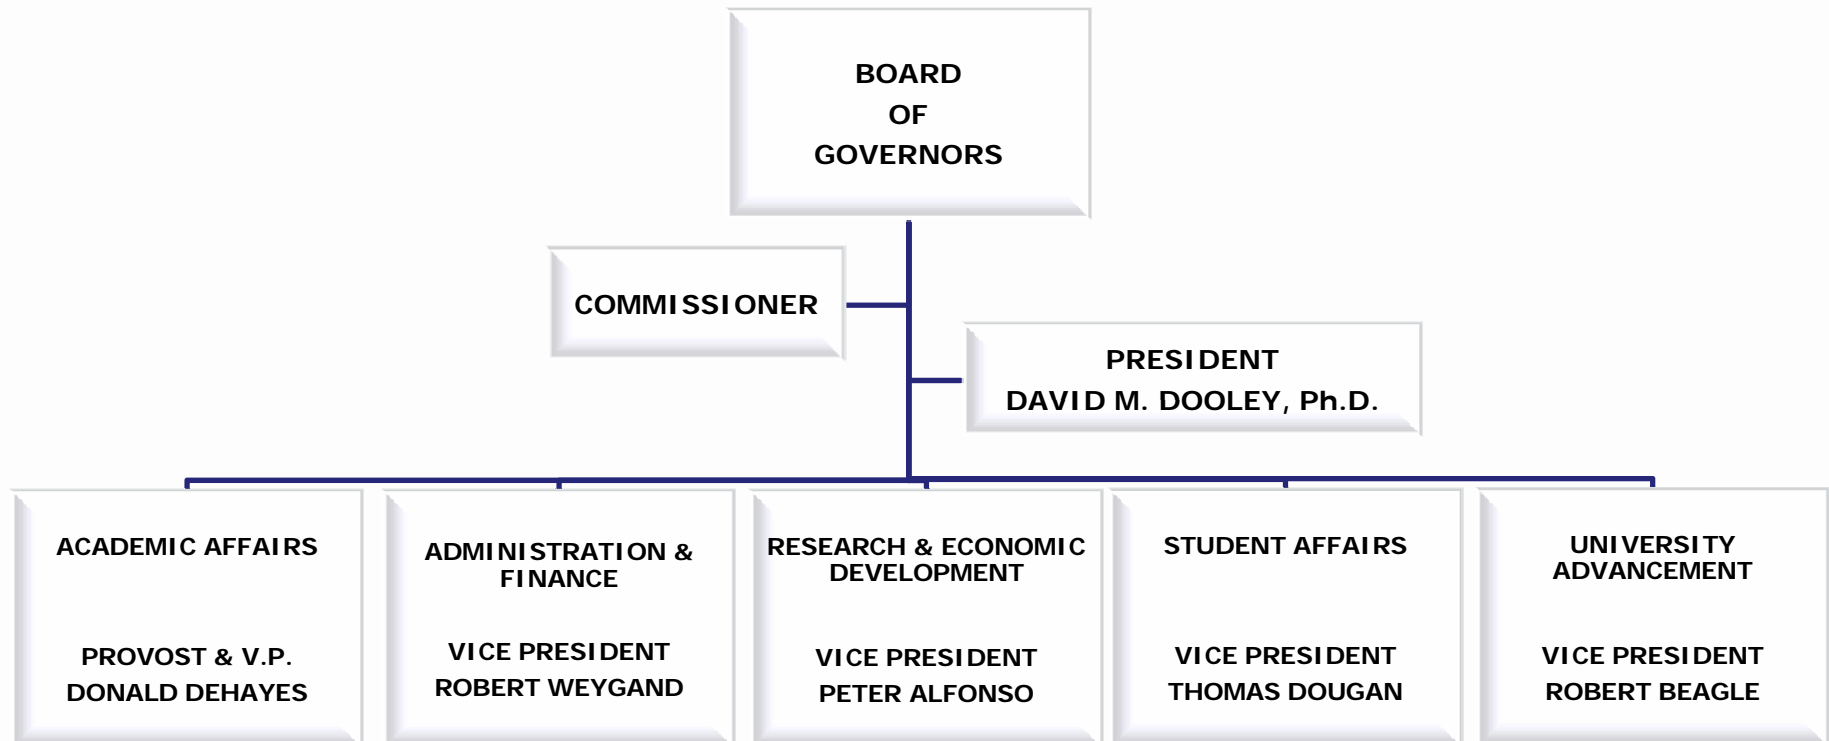 BOARD
OF
GOVERNORS
COMMISSIONER
PRESIDENT
DAVID M. DOOLEY, Ph.D.
ACADEMIC AFFAIRS
PROVOST & V.P.
DONALD DEHAYES
ADMINISTRATION &
FINANCE
VICE PRESIDENT
ROBERT WEYGAND
RESEARCH & ECONOMIC
DEVELOPMENT
VICE PRESIDENT
PETER ALFONSO
STUDENT AFFAIRS
VICE PRESIDENT
THOMAS DOUGAN
UNIVERSITY
ADVANCEMENT
VICE PRESIDENT
ROBERT BEAGLE